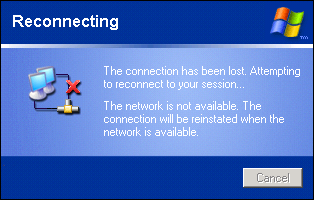 Reconnecting
The connection has been lost. Attempting
to reconnect to your session...
The network is not available. The
connection will be reinstated when the
network is available.
Cancel